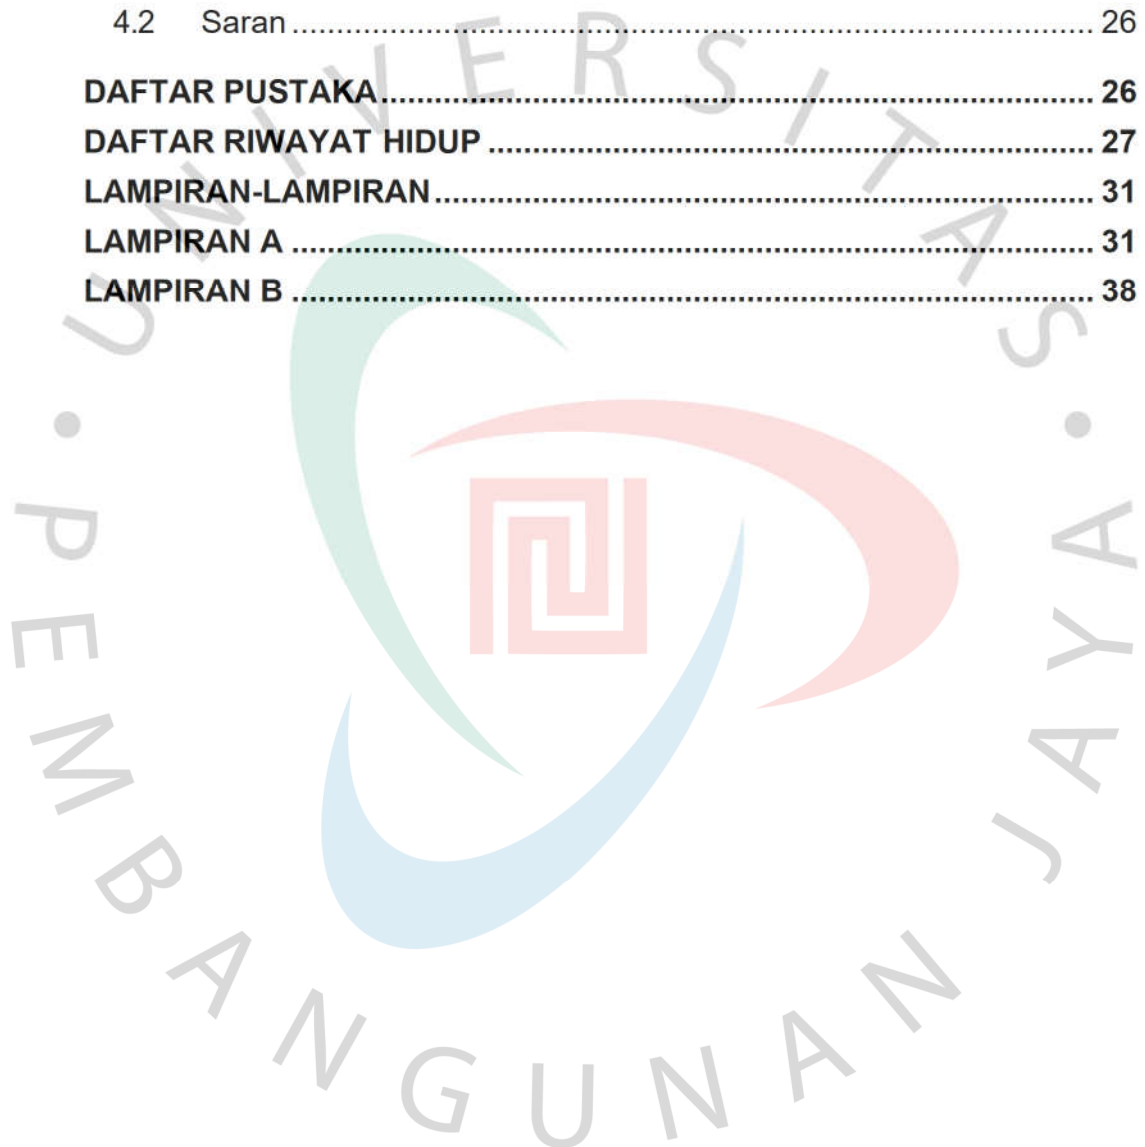 4.2 Saran ........................................................................................... 26
DAFTAR PUSTAKA................................................................................. 26
DAFTAR RIWAYAT HIDUP ..................................................................... 27
LAMPIRAN-LAMPIRAN........................................................................... 31
LAMPIRAN A ........................................................................................... 31
LAMPIRAN B ........................................................................................... 38
UNIVERSITAS • PEMBANGUNAN JAYA •